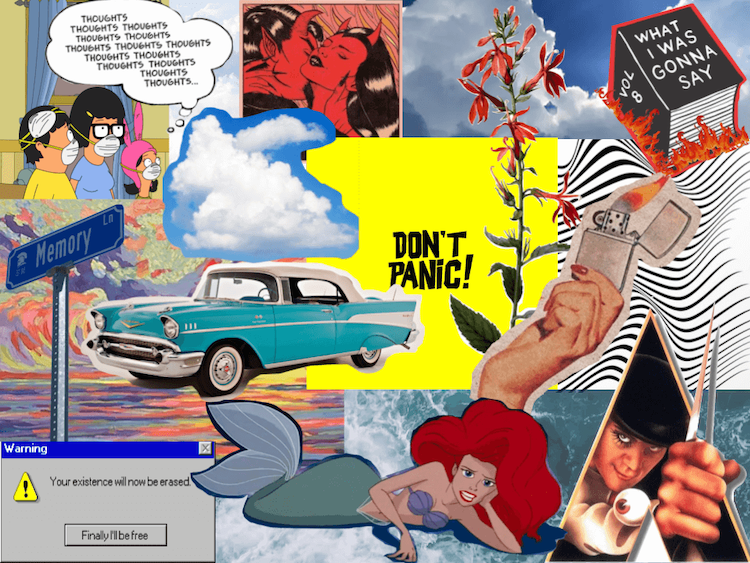 THOUGHTS
THOUGHTS THOUGHTS
THOUGHTS THOUGHTS
THOUGHTS THOUGHTS THOUGHTS
THOUGHTS THOUGHTS
THOUGHTS THOUGHTS
THOUGHTS
THOUGHTS...
WHAT
I WAS
GONNA
SAY
VOL
8
DON'T
PANIC!
Memory Ln
Warning
Your existence will now be erased.
Finally I'll be free